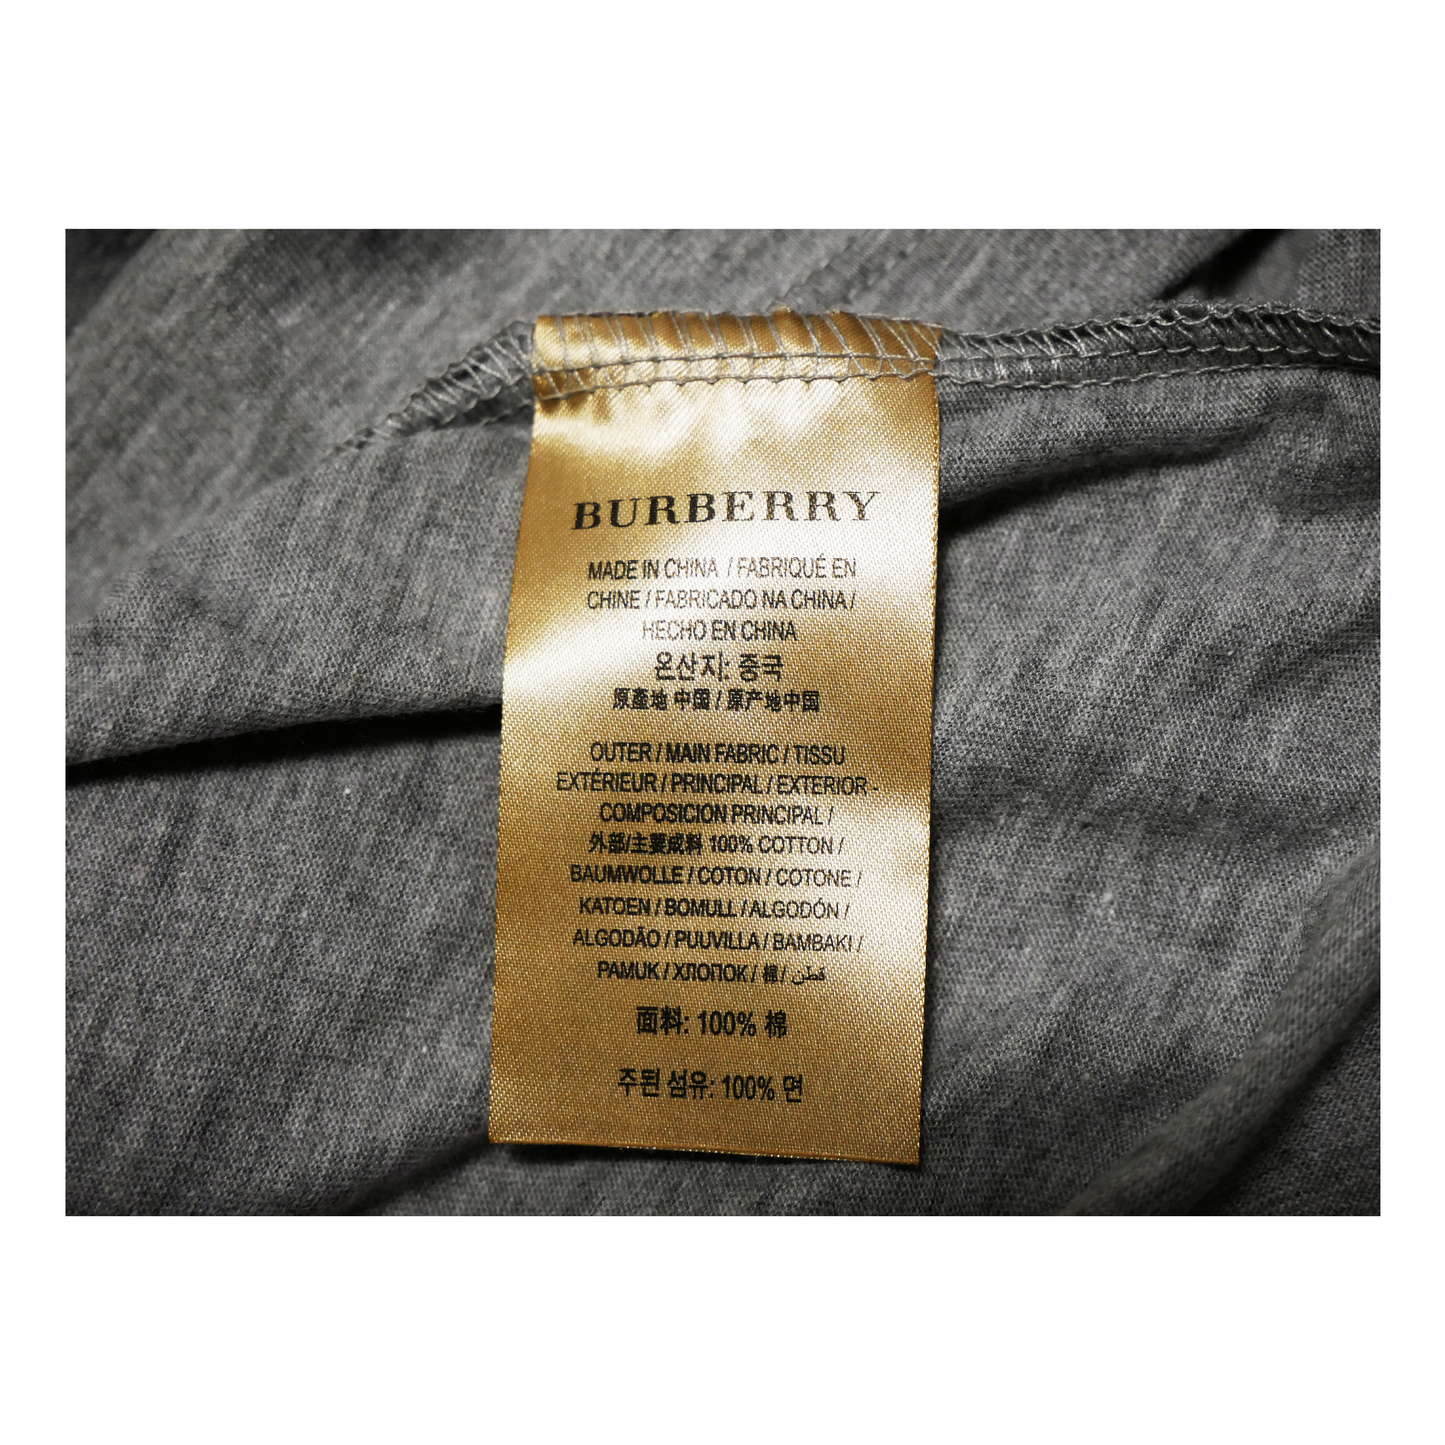 BURBERRY
MADE IN CHINA / FABRIQUÉ EN
CHINE / FABRICADO NA CHINA /
HECHO EN CHINA
온산지: 중국
原產地 中国 / 原产地中国
OUTER / MAIN FABRIC / TISSU
EXTÉRIEUR / PRINCIPAL / EXTERIOR -
COMPOSICION PRINCIPAL /
外部/主要成料 100% COTTON /
BAUMWOLLE / COTON / COTONE /
KATOEN / BOMULL / ALGODÓN /
ALGODÃO / PUUVILLA / BAMBAKI /
PAMUK / ХЛОПОК / 棉 / قطن
面料: 100% 棉
주된 섬유: 100% 면